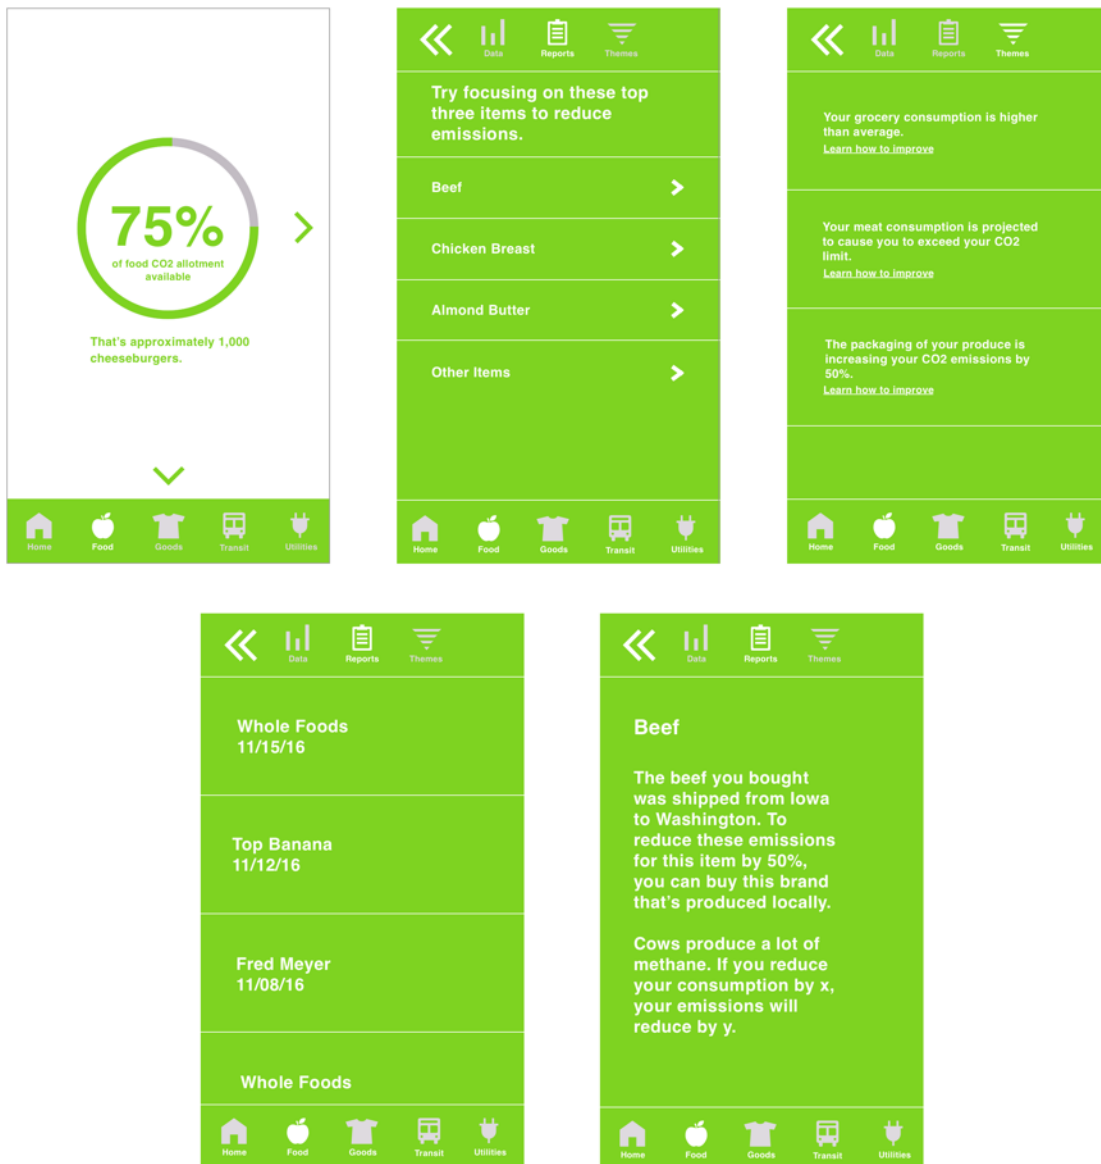 75%
of food CO2 allotment
available
That's approximately 1,000
cheeseburgers.
Home Food Goods Transit Utilities
Data Reports Themes
Try focusing on these top
three items to reduce
emissions.
Beef
Chicken Breast
Almond Butter
Other Items
Home Food Goods Transit Utilities
Data Reports Themes
Your grocery consumption is higher
than average.
Learn how to improve
Your meat consumption is projected
to cause you to exceed your CO2
limit.
Learn how to improve
The packaging of your produce is
increasing your CO2 emissions by
50%.
Learn how to improve
Home Food Goods Transit Utilities
Data Reports Themes
Whole Foods
11/15/16
Top Banana
11/12/16
Fred Meyer
11/08/16
Whole Foods
Home Food Goods Transit Utilities
Data Reports Themes
Beef
The beef you bought
was shipped from Iowa
to Washington. To
reduce these emissions
for this item by 50%,
you can buy this brand
that's produced locally.
Cows produce a lot of
methane. If you reduce
your consumption by x,
your emissions will
reduce by y.
Home Food Goods Transit Utilities